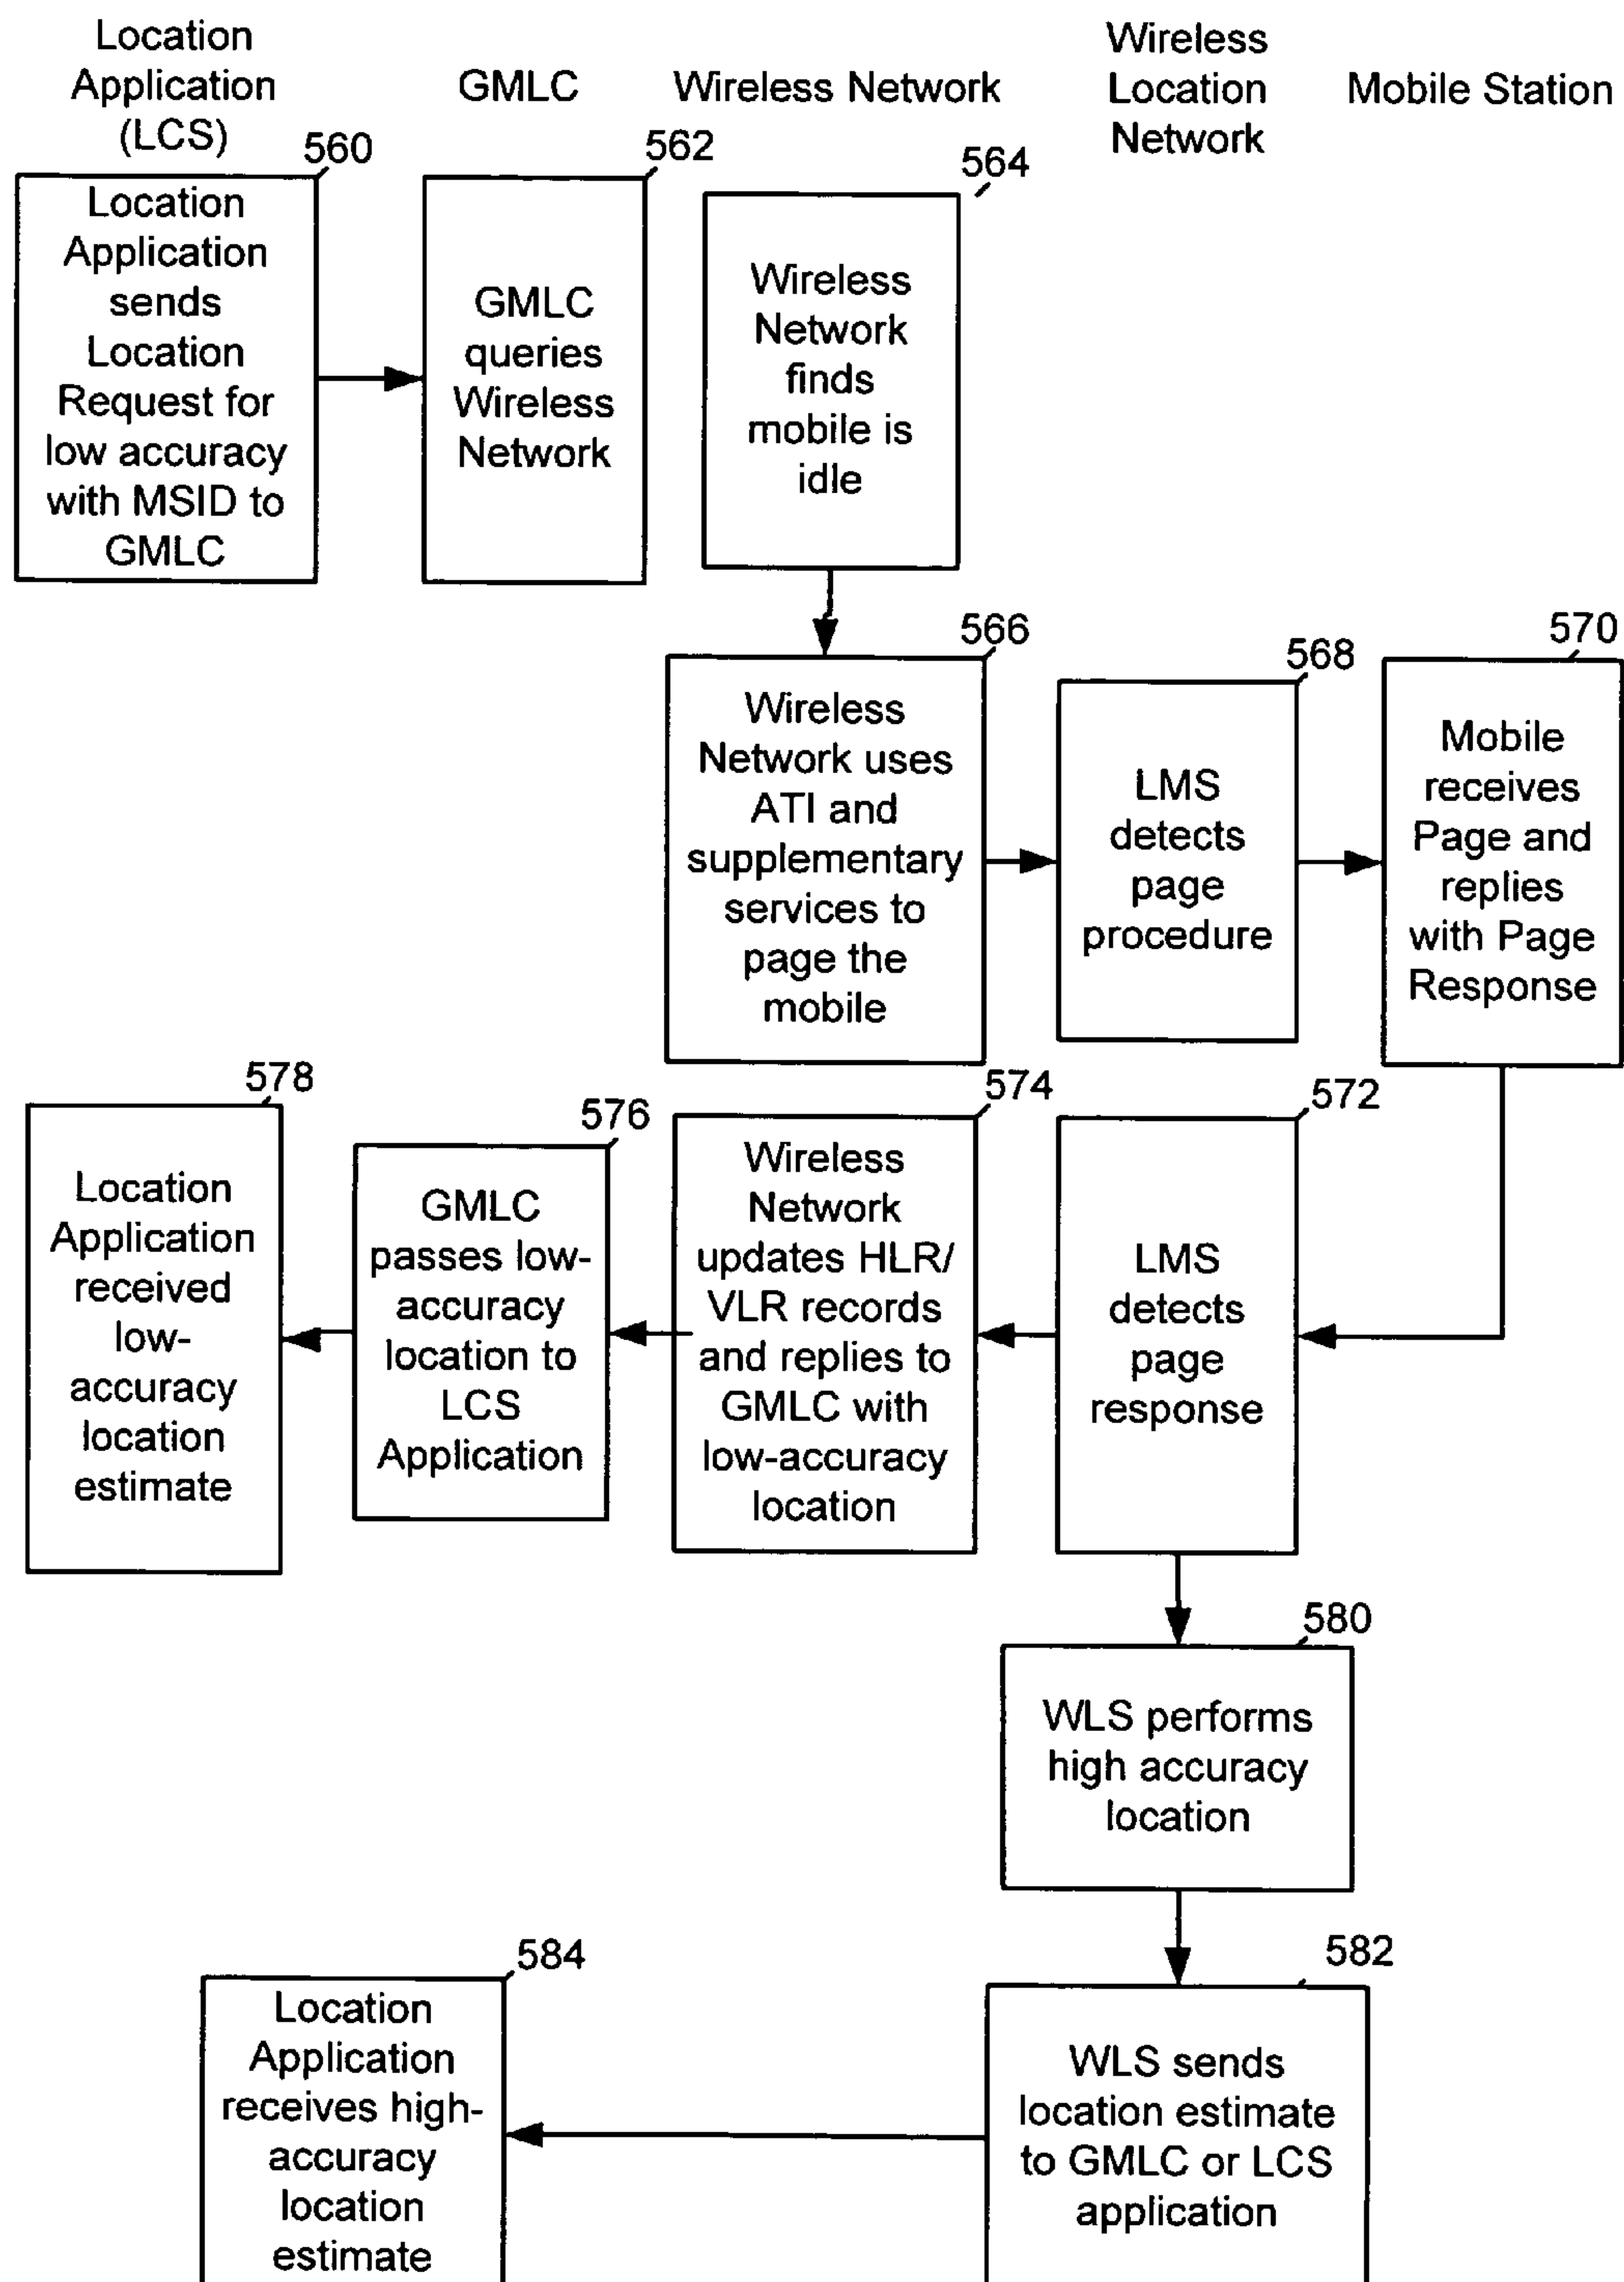 Location
Application
(LCS)
GMLC
Wireless Network
Wireless
Location
Network
Mobile Station
560
Location
Application
sends
Location
Request for
low accuracy
with MSID to
GMLC
562
GMLC
queries
Wireless
Network
564
Wireless
Network
finds
mobile is
idle
566
Wireless
Network uses
ATI and
supplementary
services to
page the
mobile
568
LMS
detects
page
procedure
570
Mobile
receives
Page and
replies
with Page
Response
578
Location
Application
received
low-
accuracy
location
estimate
576
GMLC
passes low-
accuracy
location to
LCS
Application
574
Wireless
Network
updates HLR/
VLR records
and replies to
GMLC with
low-accuracy
location
572
LMS
detects
page
response
580
WLS performs
high accuracy
location
584
Location
Application
receives high-
accuracy
location
estimate
582
WLS sends
location estimate
to GMLC or LCS
application